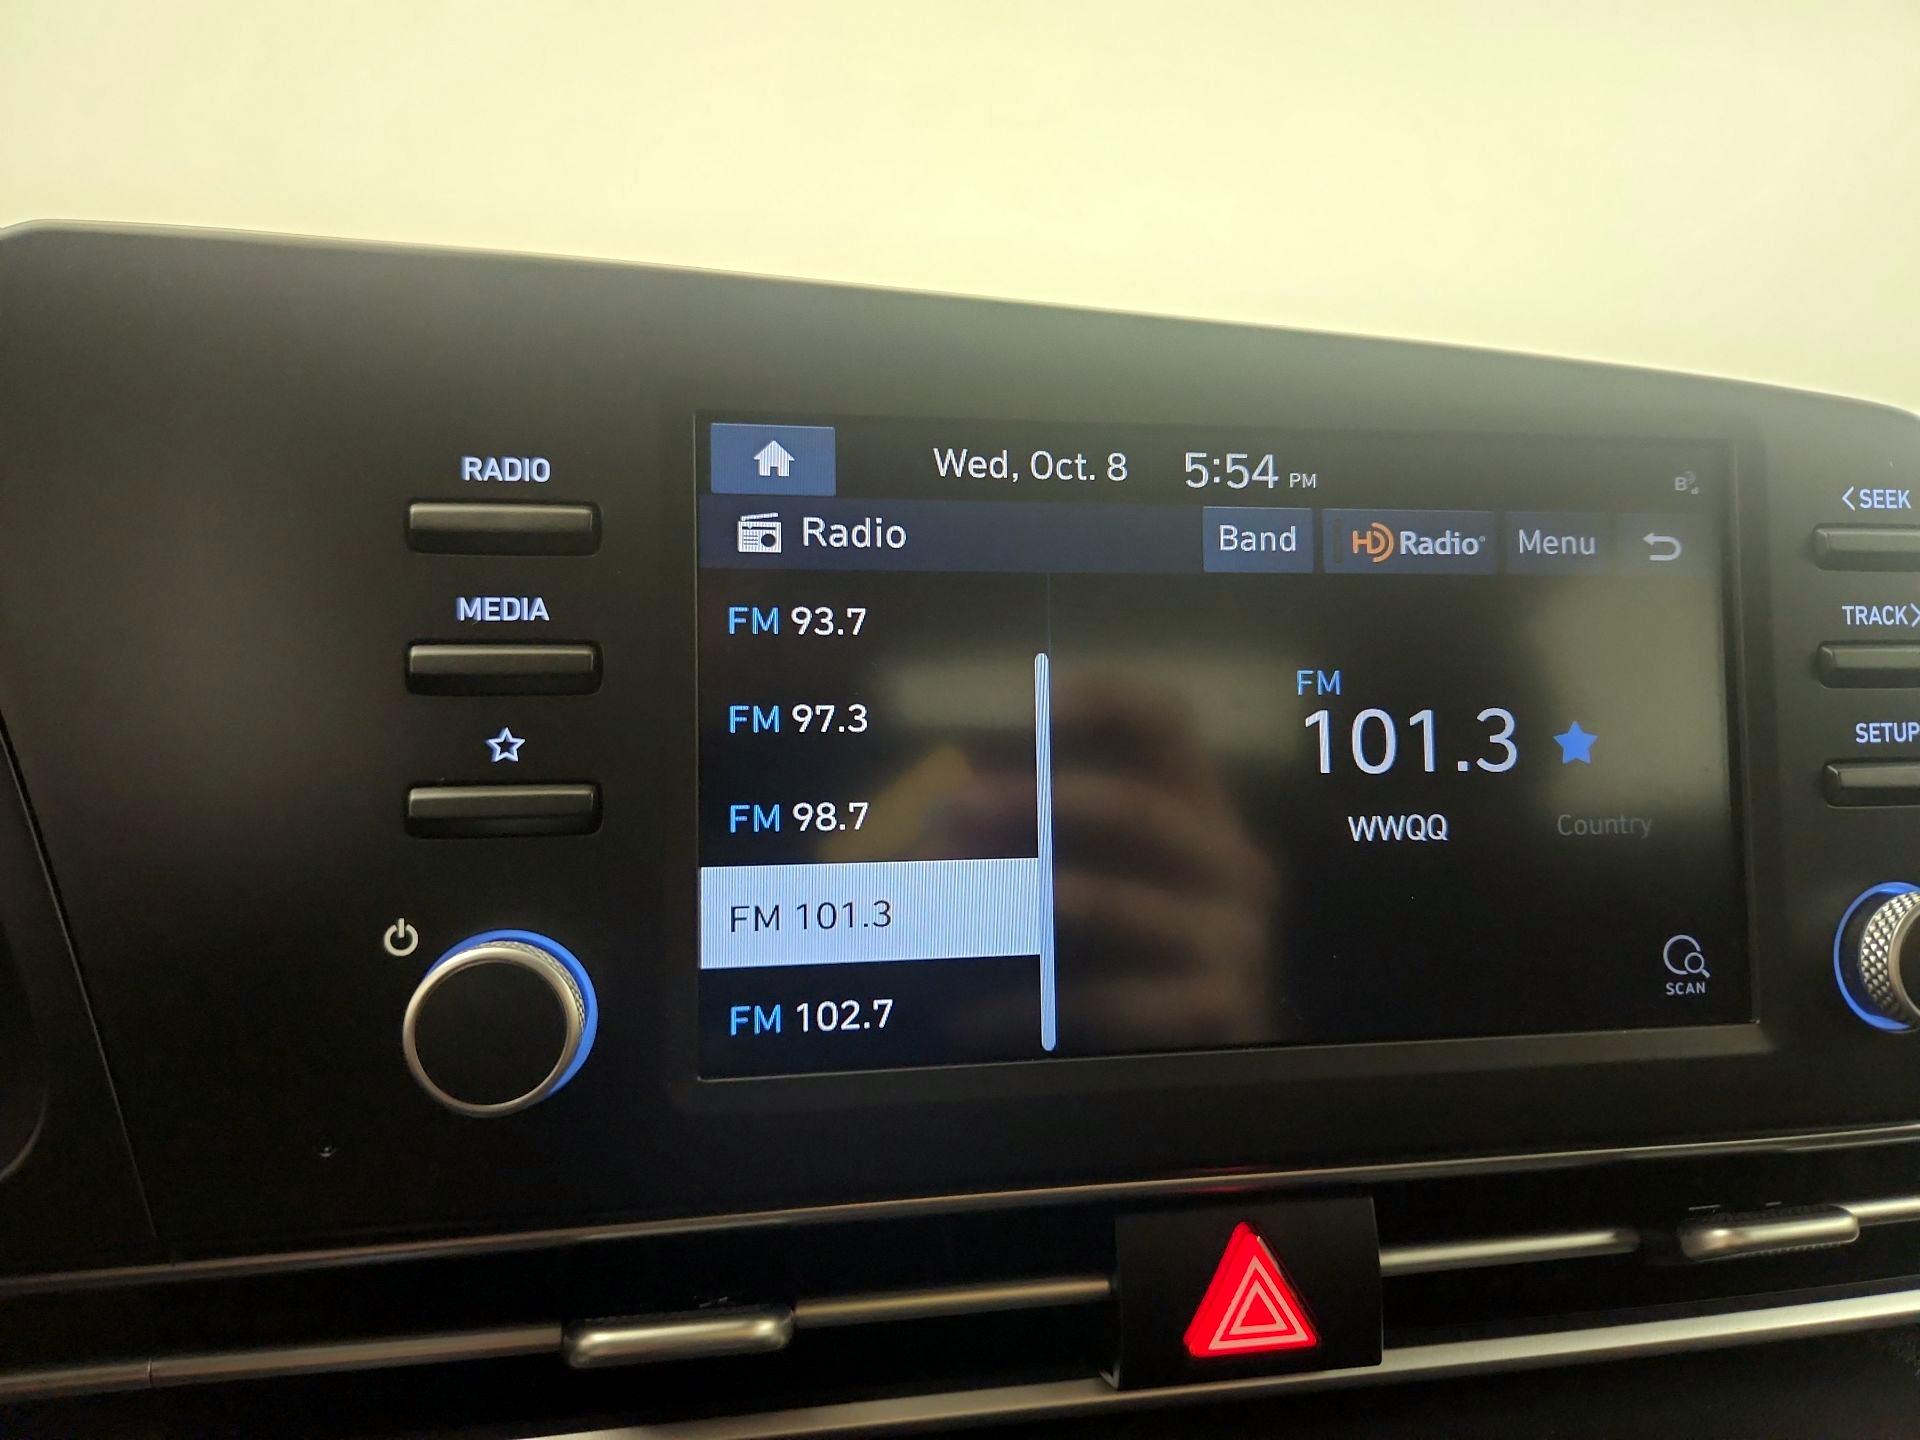 RADIO
MEDIA
Wed, Oct. 8 5:54 PM
Radio Band HD Radio Menu
FM 93.7
FM 97.3
FM 98.7
FM 101.3
FM 102.7
FM
101.3
WWQQ Country
SCAN
<SEEK
TRACK>
SETUP